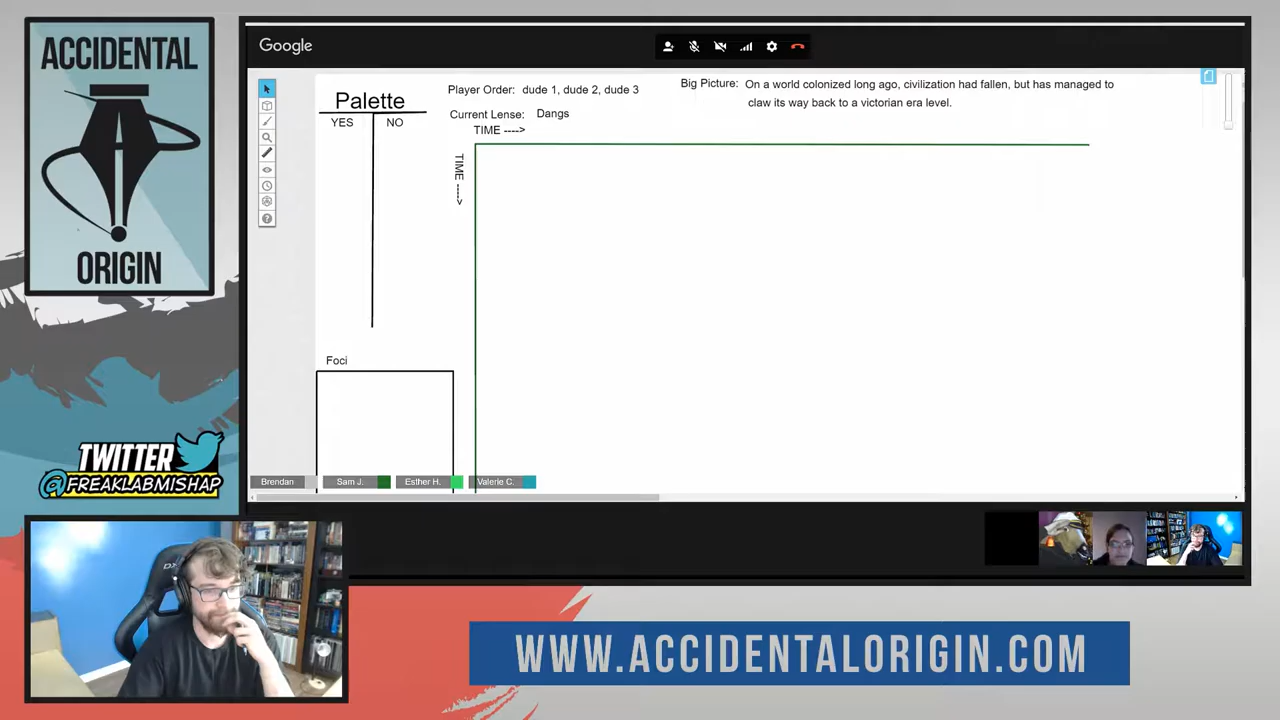 ACCIDENTAL
ORIGIN
Google
Palette
YES NO
Player Order: dude 1, dude 2, dude 3
Current Lense: Dangs
TIME ---->
TIME ---->
Big Picture: On a world colonized long ago, civilization had fallen, but has managed to
claw its way back to a victorian era level.
Foci
Brendan
Sam J.
Esther H.
Valerie C.
TWITTER
@FREAKLABMISHAP
WWW.ACCIDENTALORIGIN.COM